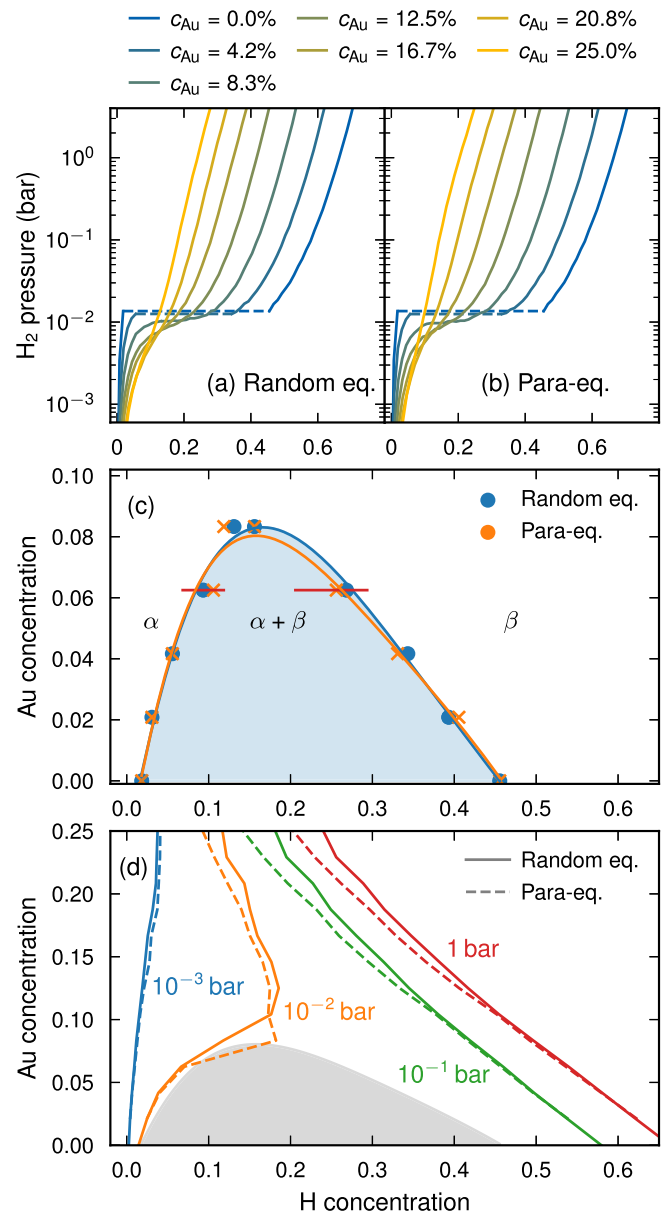 c_Au = 0.0% c_Au = 12.5% c_Au = 20.8%
c_Au = 4.2% c_Au = 16.7% c_Au = 25.0%
c_Au = 8.3%
H₂ pressure (bar)
10⁰
10⁻¹
10⁻²
10⁻³
(a) Random eq.
(b) Para-eq.
0 0.2 0.4 0.6 0 0.2 0.4 0.6
Au concentration
0.10
0.08
0.06
0.04
0.02
0.00
(c)
Random eq.
Para-eq.
α
α + β
β
0.0 0.1 0.2 0.3 0.4 0.5 0.6
Au concentration
0.25
0.20
0.15
0.10
0.05
0.00
(d)
Random eq.
Para-eq.
1 bar
10⁻³ bar
10⁻² bar
10⁻¹ bar
0.0 0.1 0.2 0.3 0.4 0.5 0.6
H concentration